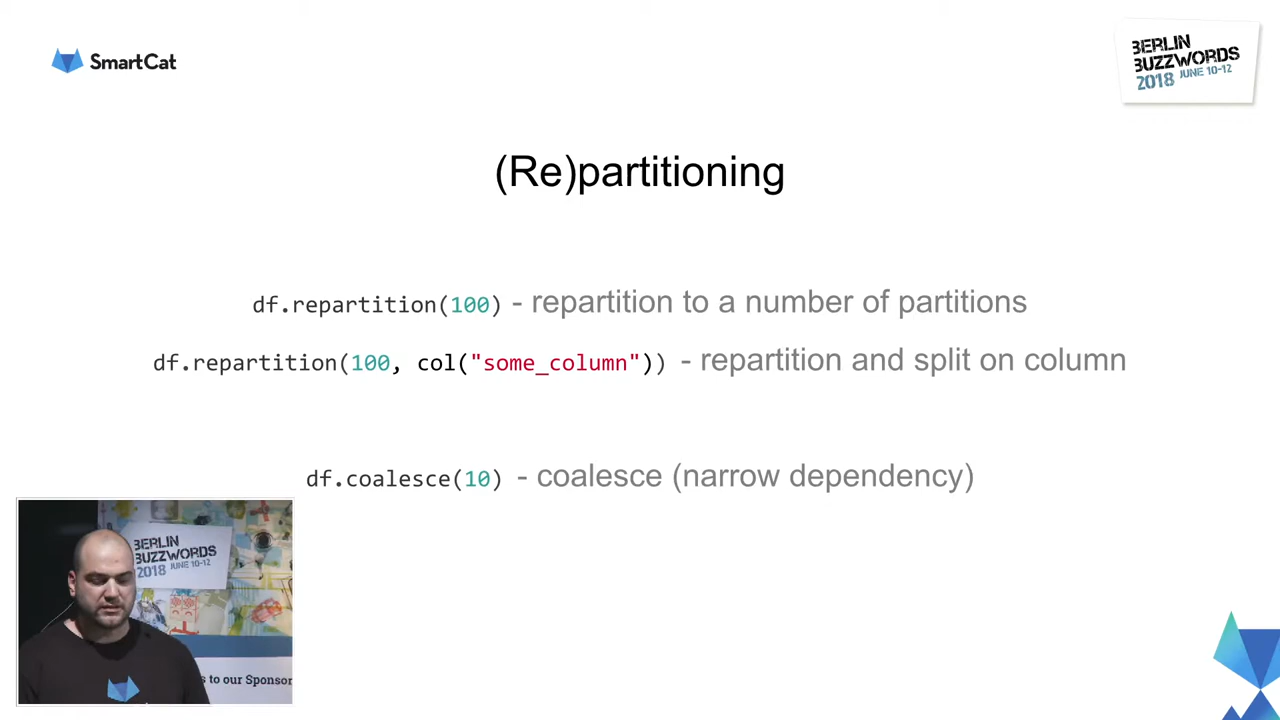 SmartCat
BERLIN
BUZZWORDS
2018 JUNE 10-12
(Re)partitioning
df.repartition(100) - repartition to a number of partitions
df.repartition(100, col("some_column")) - repartition and split on column
df.coalesce(10) - coalesce (narrow dependency)
BERLIN
BUZZWORDS
2018 JUNE 10-12
s to our Sponsor